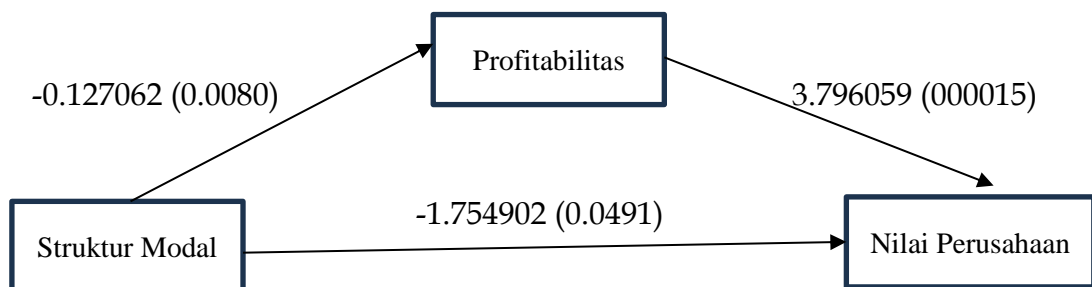 Profitabilitas
-0.127062 (0.0080)
3.796059 (000015)
-1.754902 (0.0491)
Struktur Modal
Nilai Perusahaan